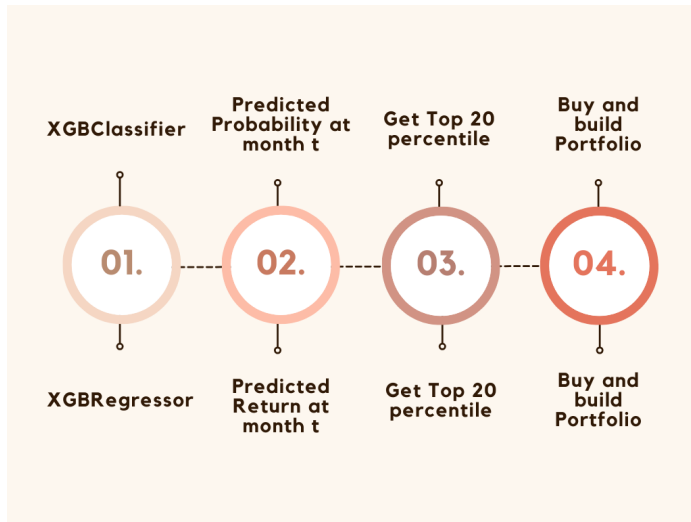 XGBClassifier
Predicted
Probability at
month t
Get Top 20
percentile
Buy and
build
Portfolio
01.
02.
03.
04.
XGBRegressor
Predicted
Return at
month t
Get Top 20
percentile
Buy and
build
Portfolio